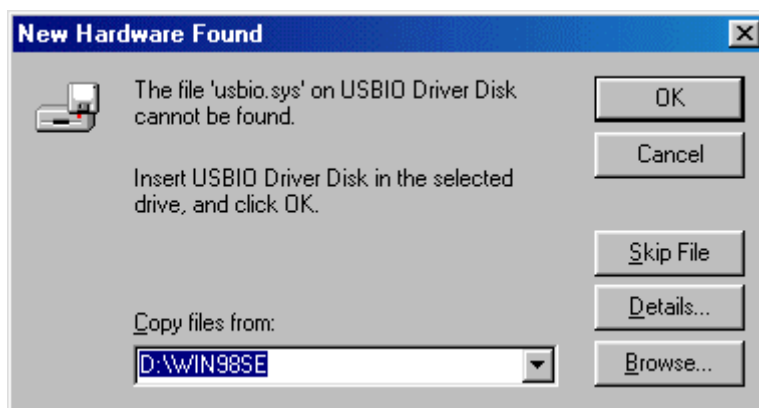 New Hardware Found
The file 'usbio.sys' on USBIO Driver Disk
cannot be found.
Insert USBIO Driver Disk in the selected
drive, and click OK.
Copy files from:
D:\WIN98SE
OK
Cancel
Skip File
Details...
Browse...